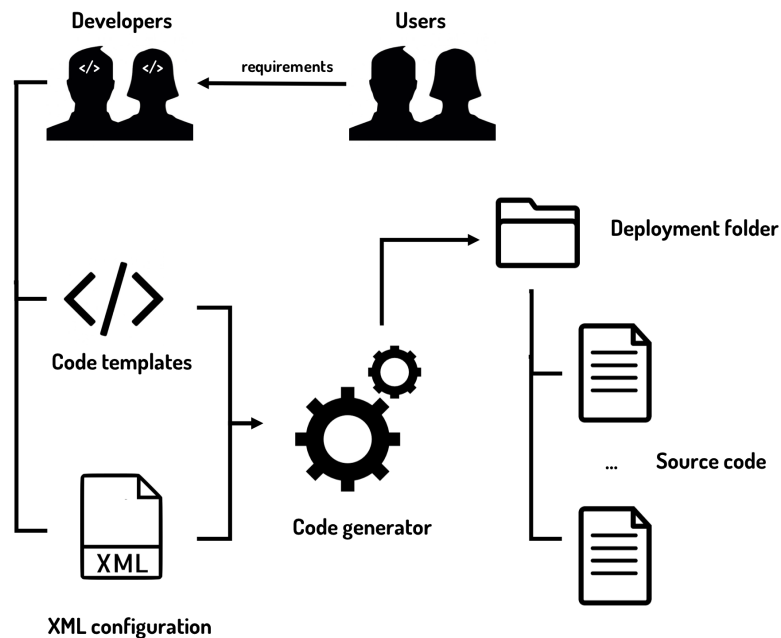 Developers
Users
</>
</>
requirements
Deployment folder
</>
Code templates
...
Source code
Code generator
XML
XML configuration